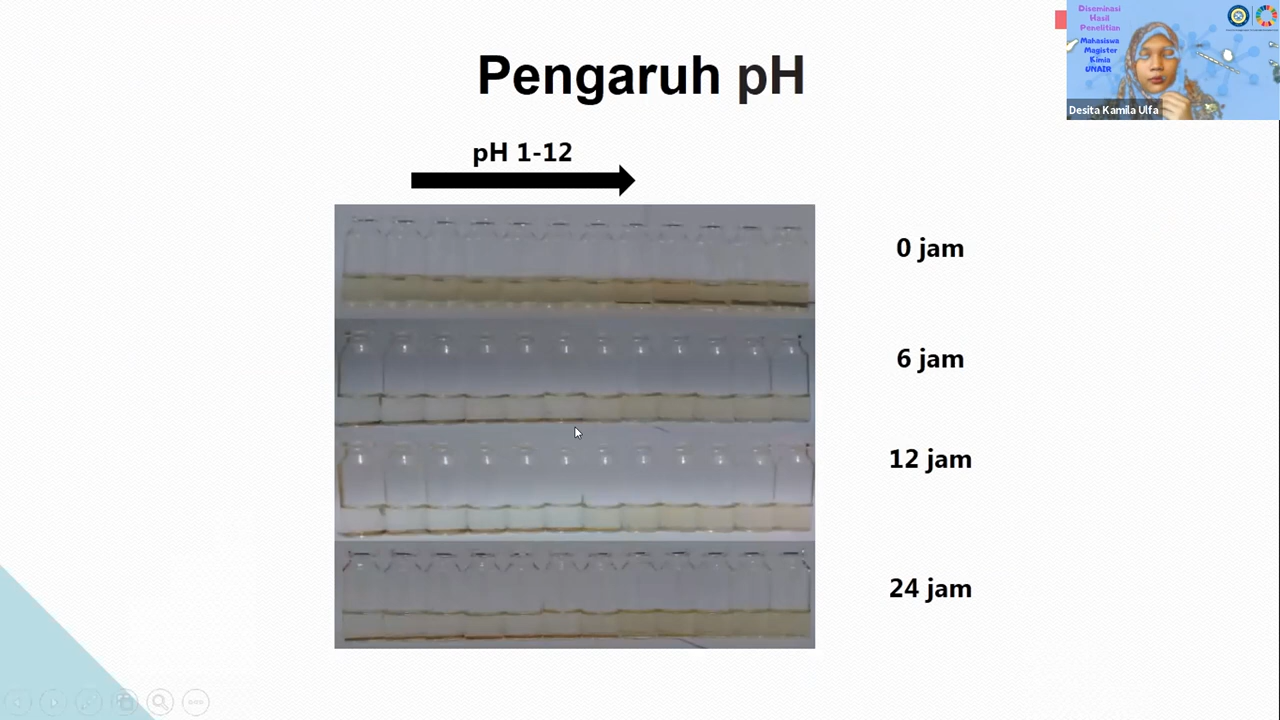 Pengaruh pH
pH 1-12
0 jam
6 jam
12 jam
24 jam
Diseminasi
Hasil
Penelitian
Mahasiswa
Magister
Kimia
UNAIR
Desita Kamila Ulfa